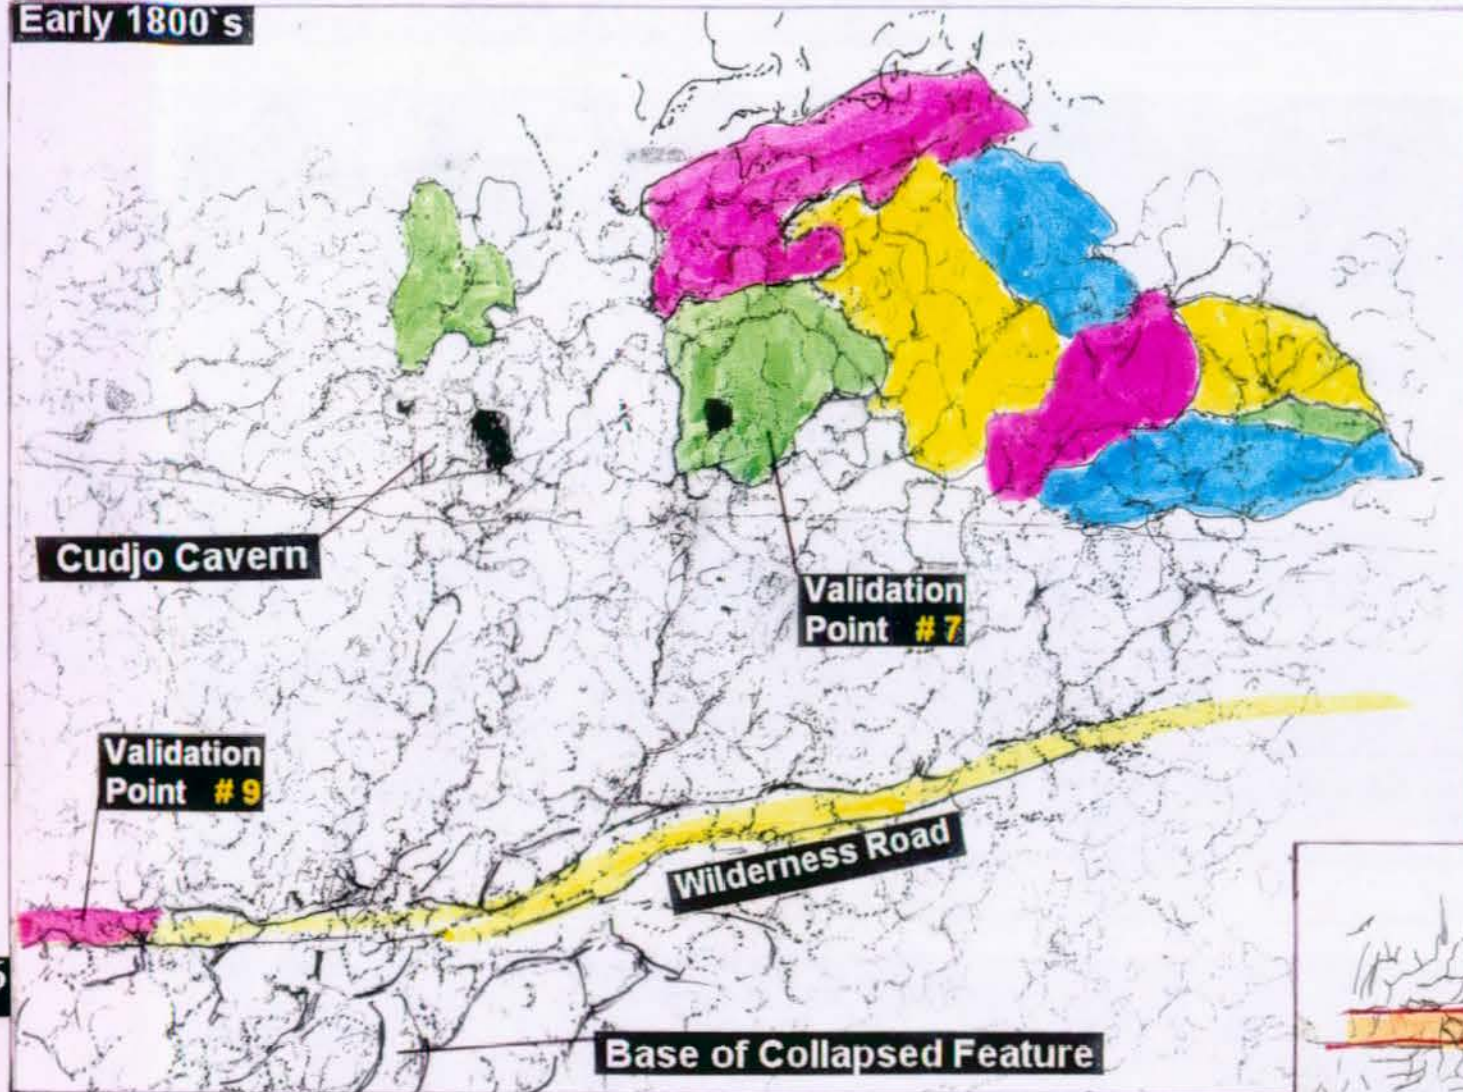 Early 1800`s
Cudjo Cavern
Validation
Point # 7
Validation
Point # 9
Wilderness Road
Base of Collapsed Feature